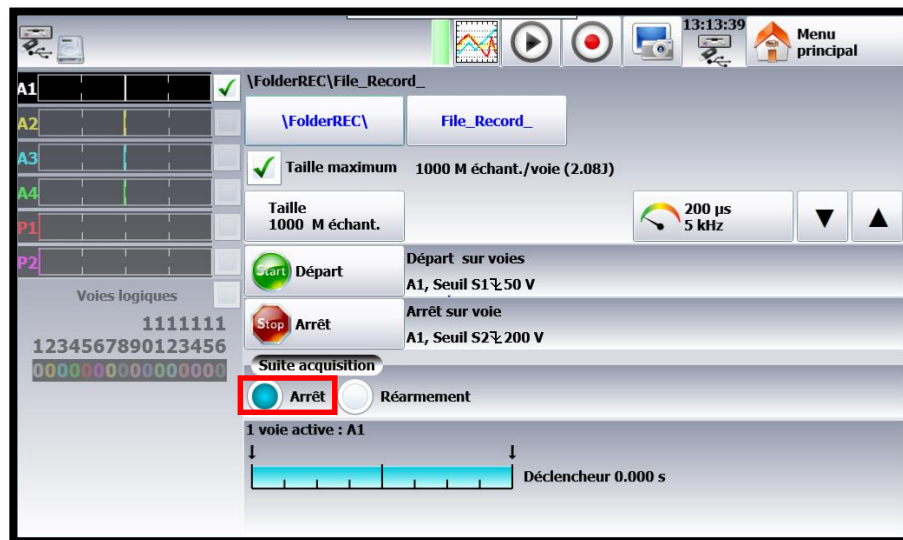 13:13:39
Menu
principal
A1
\FolderREC\File_Record_
A2
\FolderREC\
File_Record_
A3
Taille maximum
1000 M échant./voie (2.08J)
A4
Taille
1000 M échant.
200 µs
5 kHz
P1
P2
Start
Départ
Départ sur voies
A1, Seuil S1 50 V
Voies logiques
Stop
Arrêt
Arrêt sur voie
A1, Seuil S2 200 V
1111111
1234567890123456
0000000000000000
Suite acquisition
Arrêt
Réarmement
1 voie active : A1
Déclencheur 0.000 s